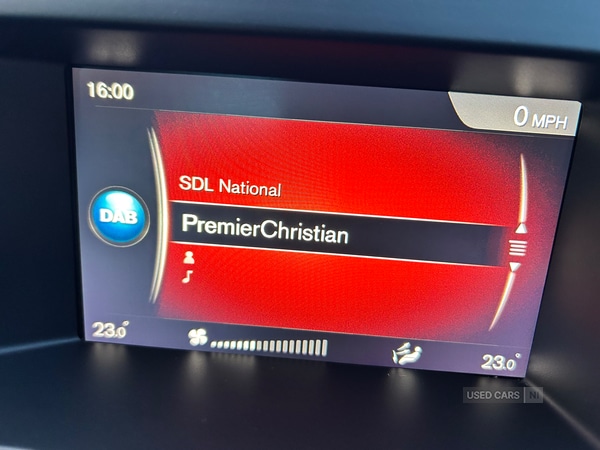 16:00
0 MPH
SDL National
DAB
PremierChristian
23.0°
23.0°
USED CARS NI